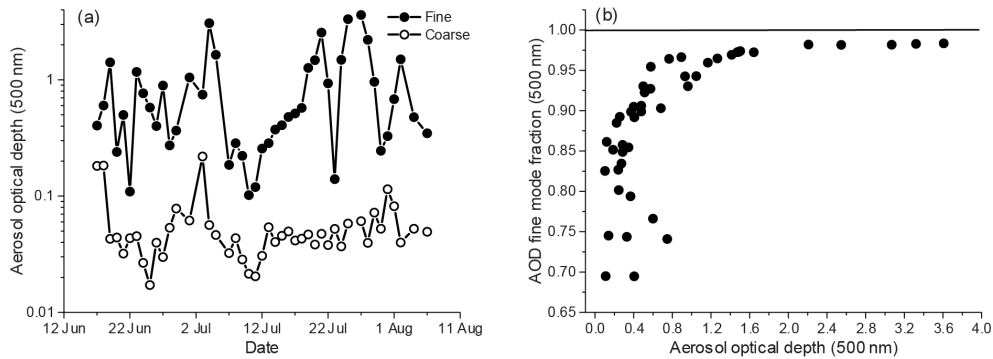 (a)
Fine
Coarse
Aerosol optical depth (500 nm)
1
0.1
0.01
12 Jun 22 Jun 2 Jul 12 Jul 22 Jul 1 Aug 11 Aug
Date
(b)
AOD fine mode fraction (500 nm)
1.00
0.95
0.90
0.85
0.80
0.75
0.70
0.65
0.0 0.4 0.8 1.2 1.6 2.0 2.4 2.8 3.2 3.6 4.0
Aerosol optical depth (500 nm)